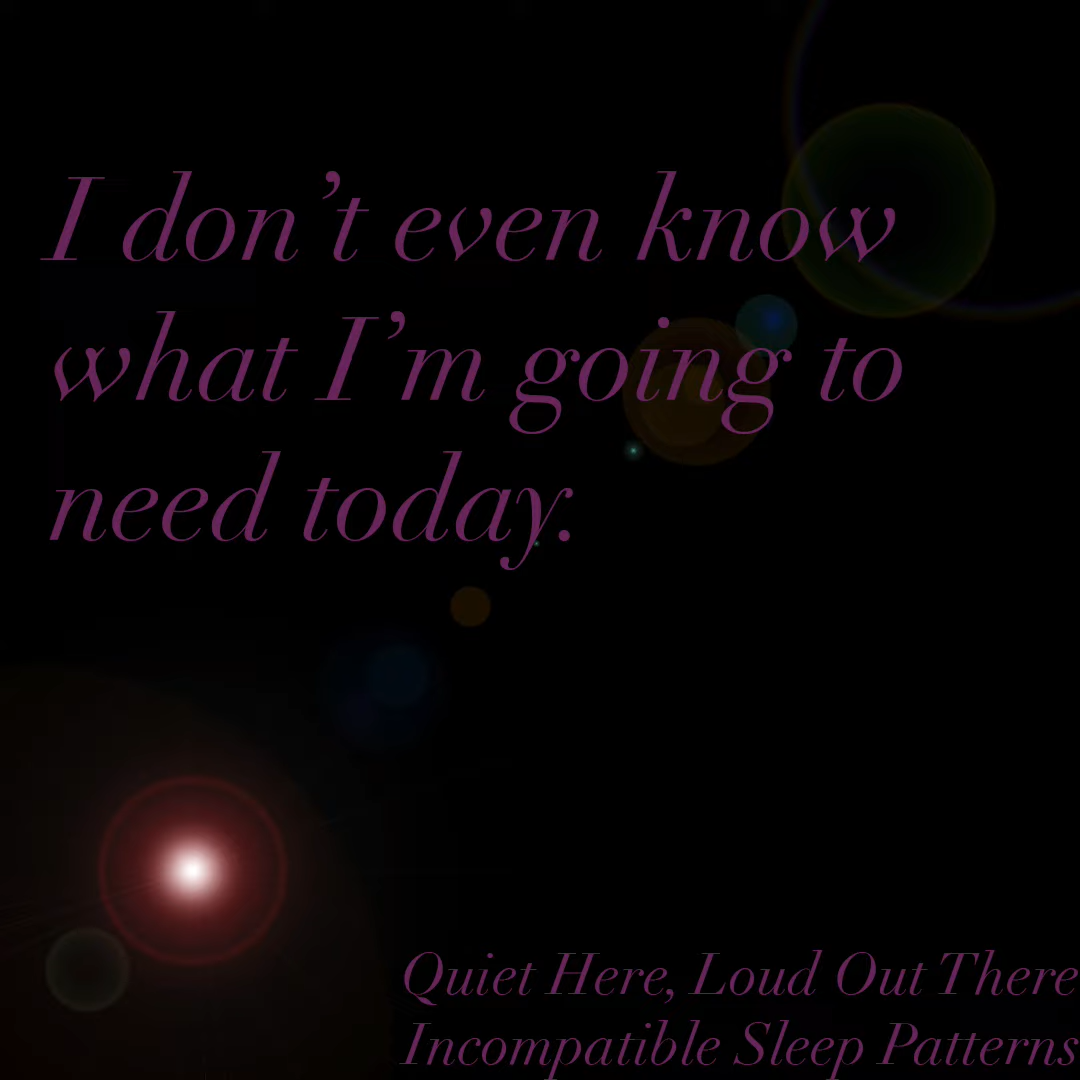 I don’t even know
what I’m going to
need today.
Quiet Here, Loud Out There
Incompatible Sleep Patterns